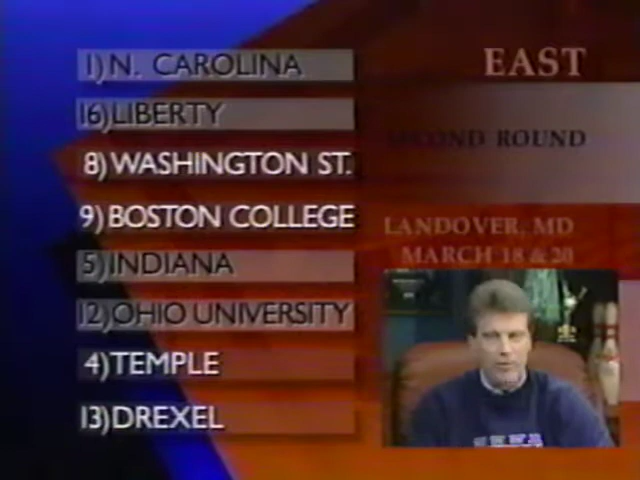 1) N. CAROLINA
16) LIBERTY
8) WASHINGTON ST.
9) BOSTON COLLEGE
5) INDIANA
12) OHIO UNIVERSITY
4) TEMPLE
13) DREXEL
EAST
SECOND ROUND
LANDOVER, MD
MARCH 18 & 20